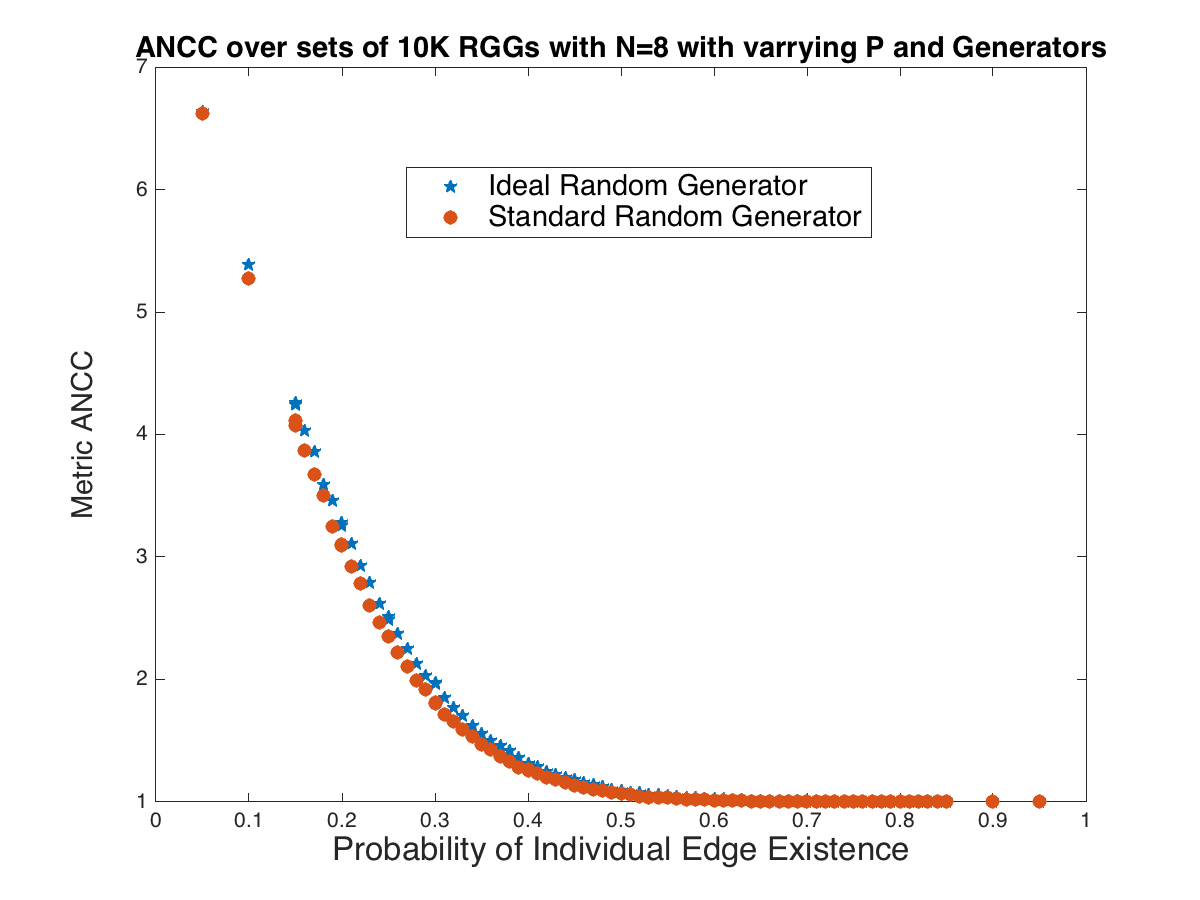 ANCC over sets of 10K RGGs with N=8 with varrying P and Generators
7
6
5
4
3
2
1
Metric ANCC
Ideal Random Generator
Standard Random Generator
0 0.1 0.2 0.3 0.4 0.5 0.6 0.7 0.8 0.9 1
Probability of Individual Edge Existence